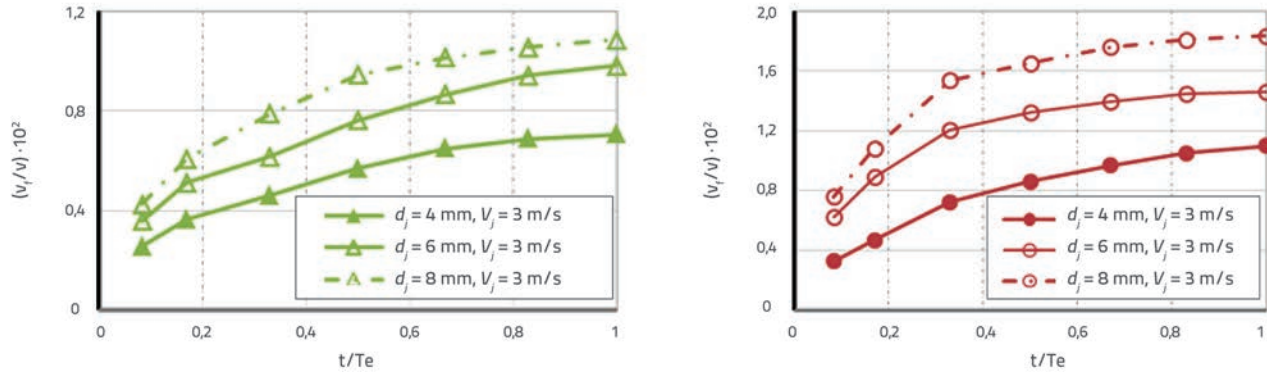 1,2
0,8
0,4
0
(v_f/v)·10²
0 0,2 0,4 0,6 0,8 1
t/Te
d_j = 4 mm, V_j = 3 m/s
d_j = 6 mm, V_j = 3 m/s
d_j = 8 mm, V_j = 3 m/s
2,0
1,6
1,2
0,8
0,4
0
(v_f/v)·10²
0 0,2 0,4 0,6 0,8 1
t/Te
d_j = 4 mm, V_j = 3 m/s
d_j = 6 mm, V_j = 3 m/s
d_j = 8 mm, V_j = 3 m/s